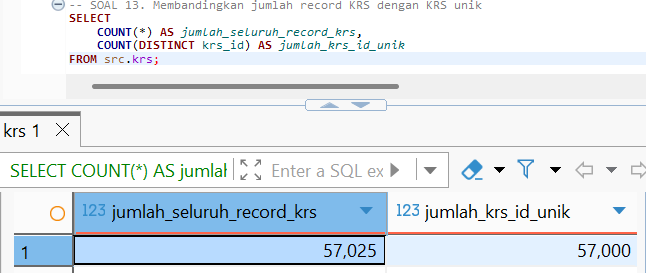 -- SOAL 13. Membandingkan jumlah record KRS dengan KRS unik
SELECT
COUNT(*) AS jumlah_seluruh_record_krs,
COUNT(DISTINCT krs_id) AS jumlah_krs_id_unik
FROM src.krs;
krs 1
SELECT COUNT(*) AS jumlal Enter a SQL ex
123 jumlah_seluruh_record_krs 123 jumlah_krs_id_unik
1 57,025 57,000